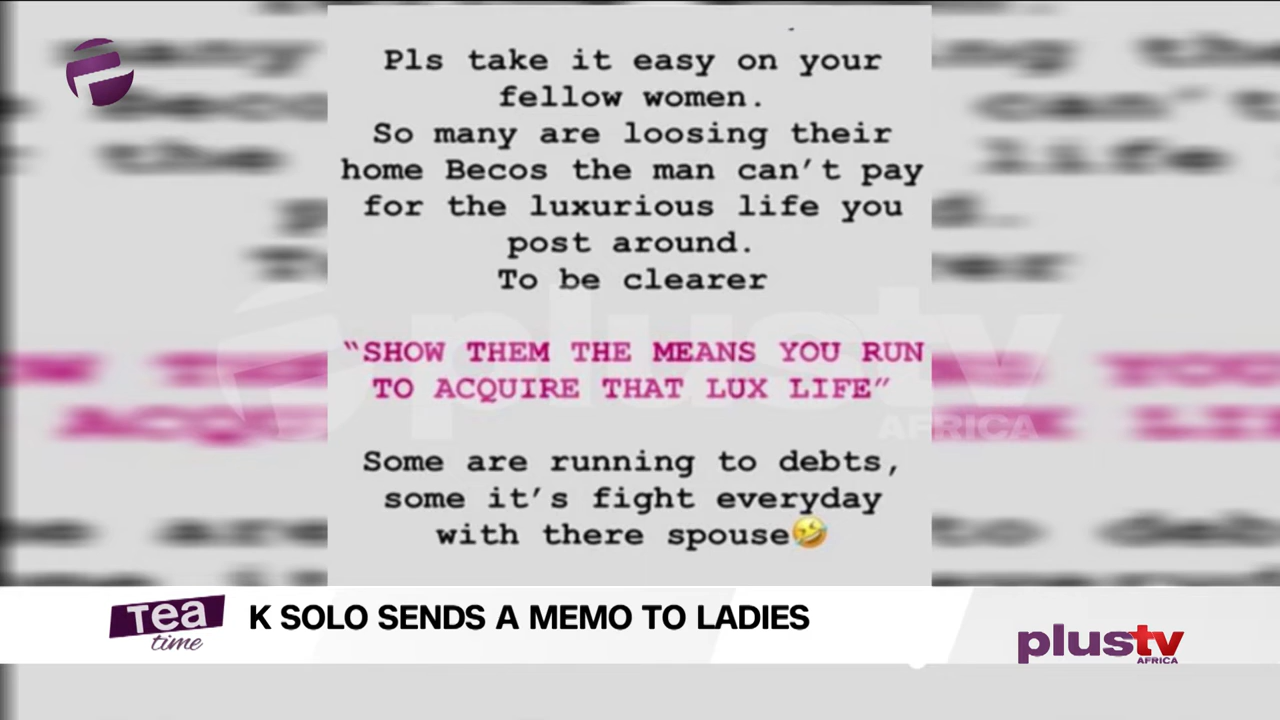 Pls take it easy on your
fellow women.
So many are loosing their
home Becos the man can't pay
for the luxurious life you
post around.
To be clearer
"SHOW THEM THE MEANS YOU RUN
TO ACQUIRE THAT LUX LIFE"
Some are running to debts,
some it's fight everyday
with there spouse🤣
plustv
AFRICA
Tea
time
K SOLO SENDS A MEMO TO LADIES
plustv
AFRICA